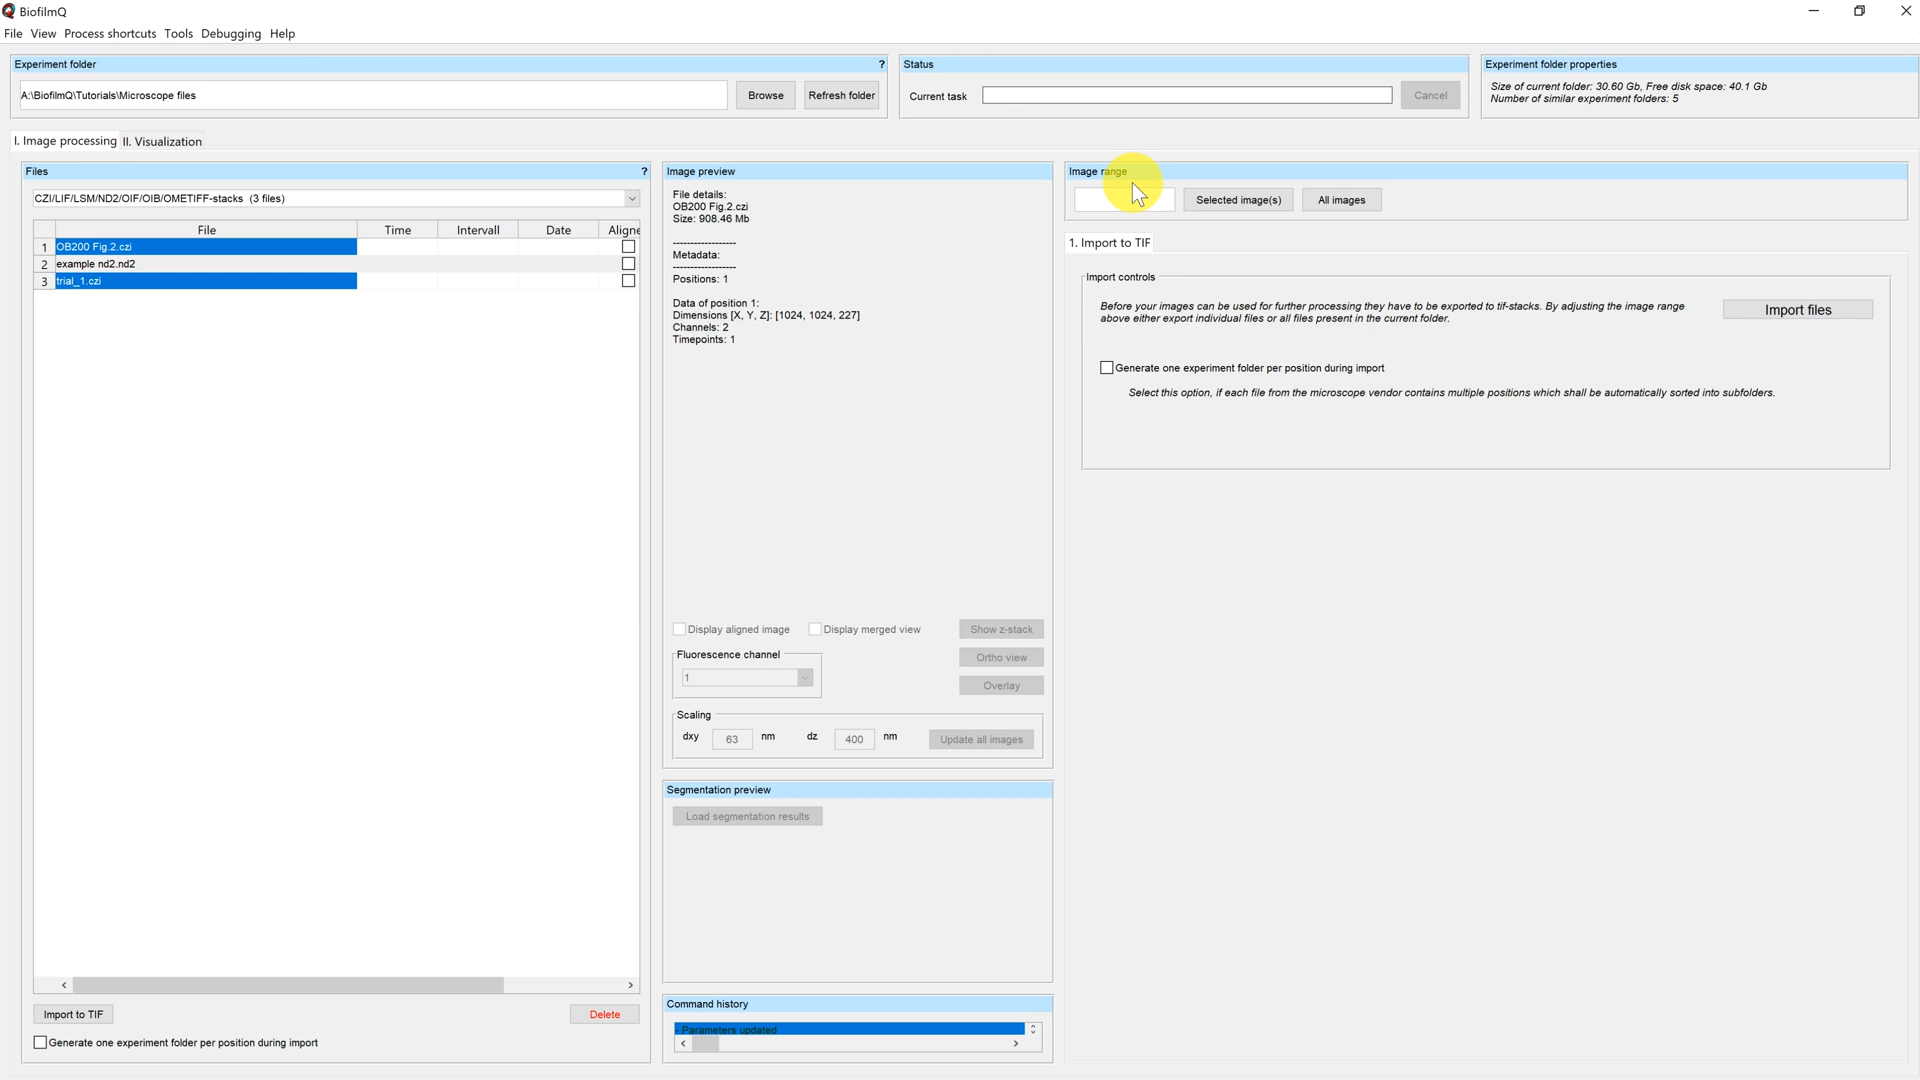 BiofilmQ
File View Process shortcuts Tools Debugging Help
Experiment folder ?
A:\BiofilmQ\Tutorials\Microscope files
Browse
Refresh folder
Status
Current task
Cancel
Experiment folder properties
Size of current folder: 30.60 Gb, Free disk space: 40.1 Gb
Number of similar experiment folders: 5
I. Image processing II. Visualization
Files ?
CZI/LIF/LSM/ND2/OIF/OIB/OMETIFF-stacks (3 files)
File Time Intervall Date Aligne
1 OB200 Fig.2.czi
2 example nd2.nd2
3 trial_1.czi
Import to TIF
Delete
Generate one experiment folder per position during import
Image preview
File details:
OB200 Fig.2.czi
Size: 908.46 Mb
------------------
Metadata:
------------------
Positions: 1
Data of position 1:
Dimensions [X, Y, Z]: [1024, 1024, 227]
Channels: 2
Timepoints: 1
Display aligned image
Display merged view
Show z-stack
Fluorescence channel
1
Ortho view
Overlay
Scaling
dxy 63 nm dz 400 nm
Update all images
Segmentation preview
Load segmentation results
Command history
- Parameters updated
Image range
Selected image(s)
All images
1. Import to TIF
Import controls
Before your images can be used for further processing they have to be exported to tif-stacks. By adjusting the image range
above either export individual files or all files present in the current folder.
Import files
Generate one experiment folder per position during import
Select this option, if each file from the microscope vendor contains multiple positions which shall be automatically sorted into subfolders.